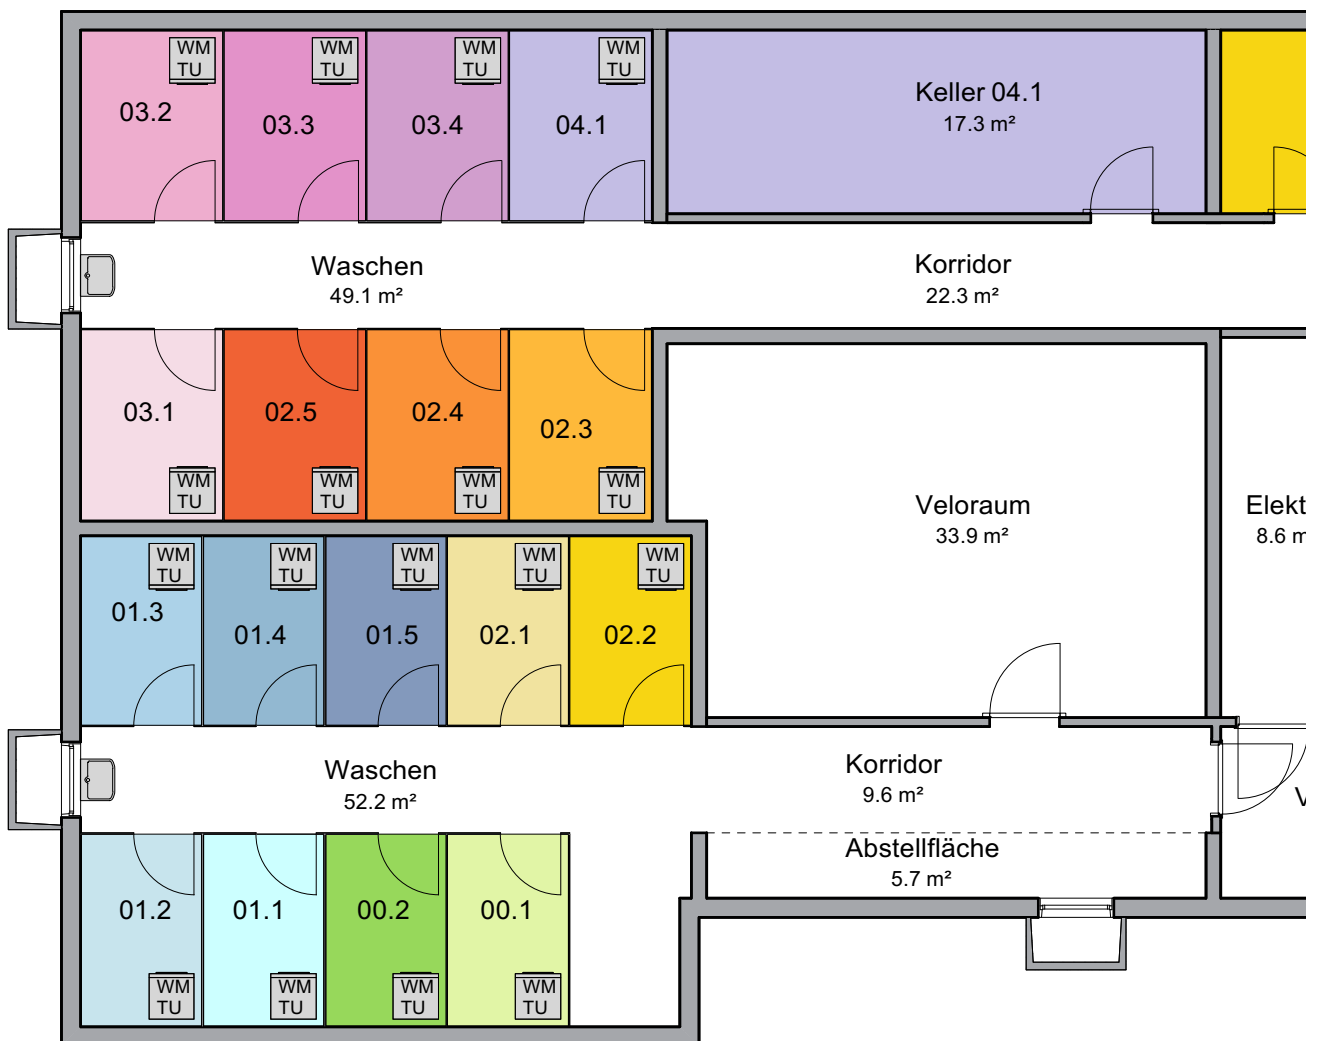 WM
TU
03.2
WM
TU
03.3
WM
TU
03.4
WM
TU
04.1
Keller 04.1
17.3 m²
Waschen
49.1 m²
Korridor
22.3 m²
03.1
WM
TU
02.5
WM
TU
02.4
WM
TU
02.3
WM
TU
Veloraum
33.9 m²
Elekt
8.6 m
WM
TU
01.3
WM
TU
01.4
WM
TU
01.5
WM
TU
02.1
WM
TU
02.2
Waschen
52.2 m²
Korridor
9.6 m²
V
Abstellfläche
5.7 m²
01.2
WM
TU
01.1
WM
TU
00.2
WM
TU
00.1
WM
TU